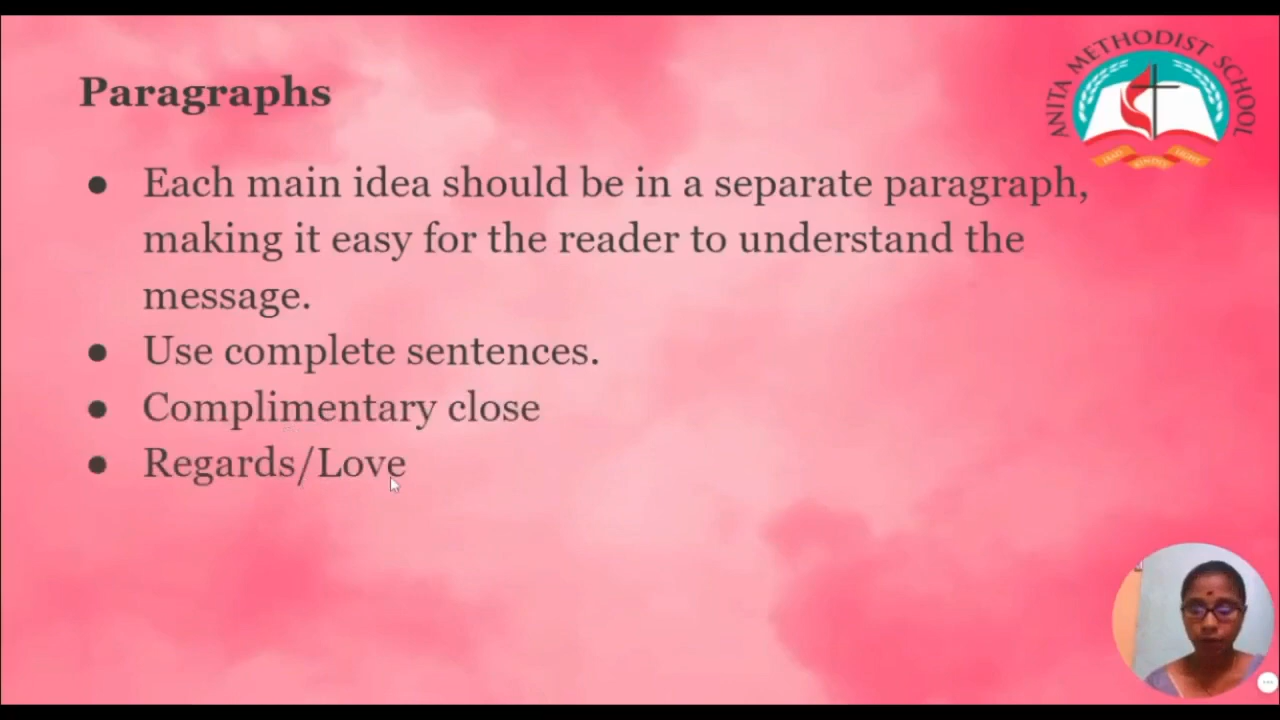 ANITA METHODIST SCHOOL
Paragraphs
● Each main idea should be in a separate paragraph,
making it easy for the reader to understand the
message.
● Use complete sentences.
● Complimentary close
● Regards/Love